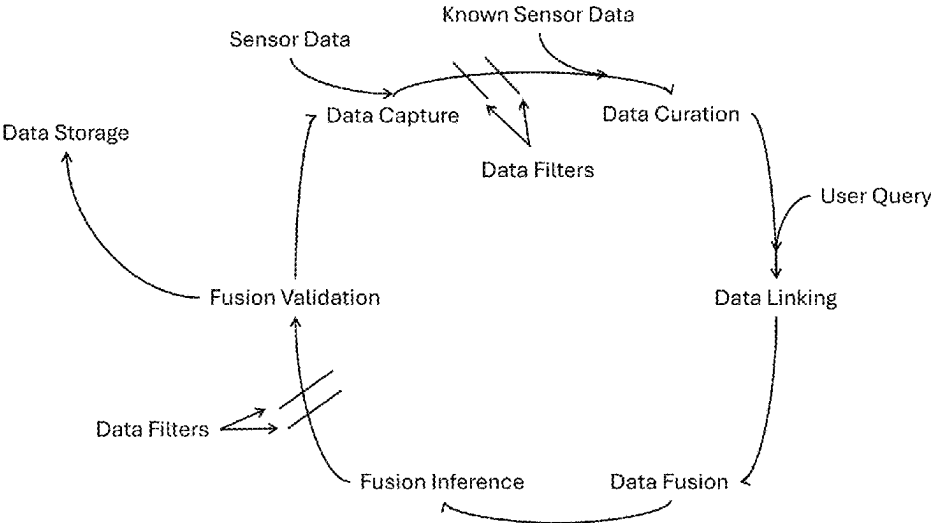 Known Sensor Data
Sensor Data
Data Capture
Data Curation
Data Storage
Data Filters
User Query
Fusion Validation
Data Linking
Data Filters
Fusion Inference
Data Fusion